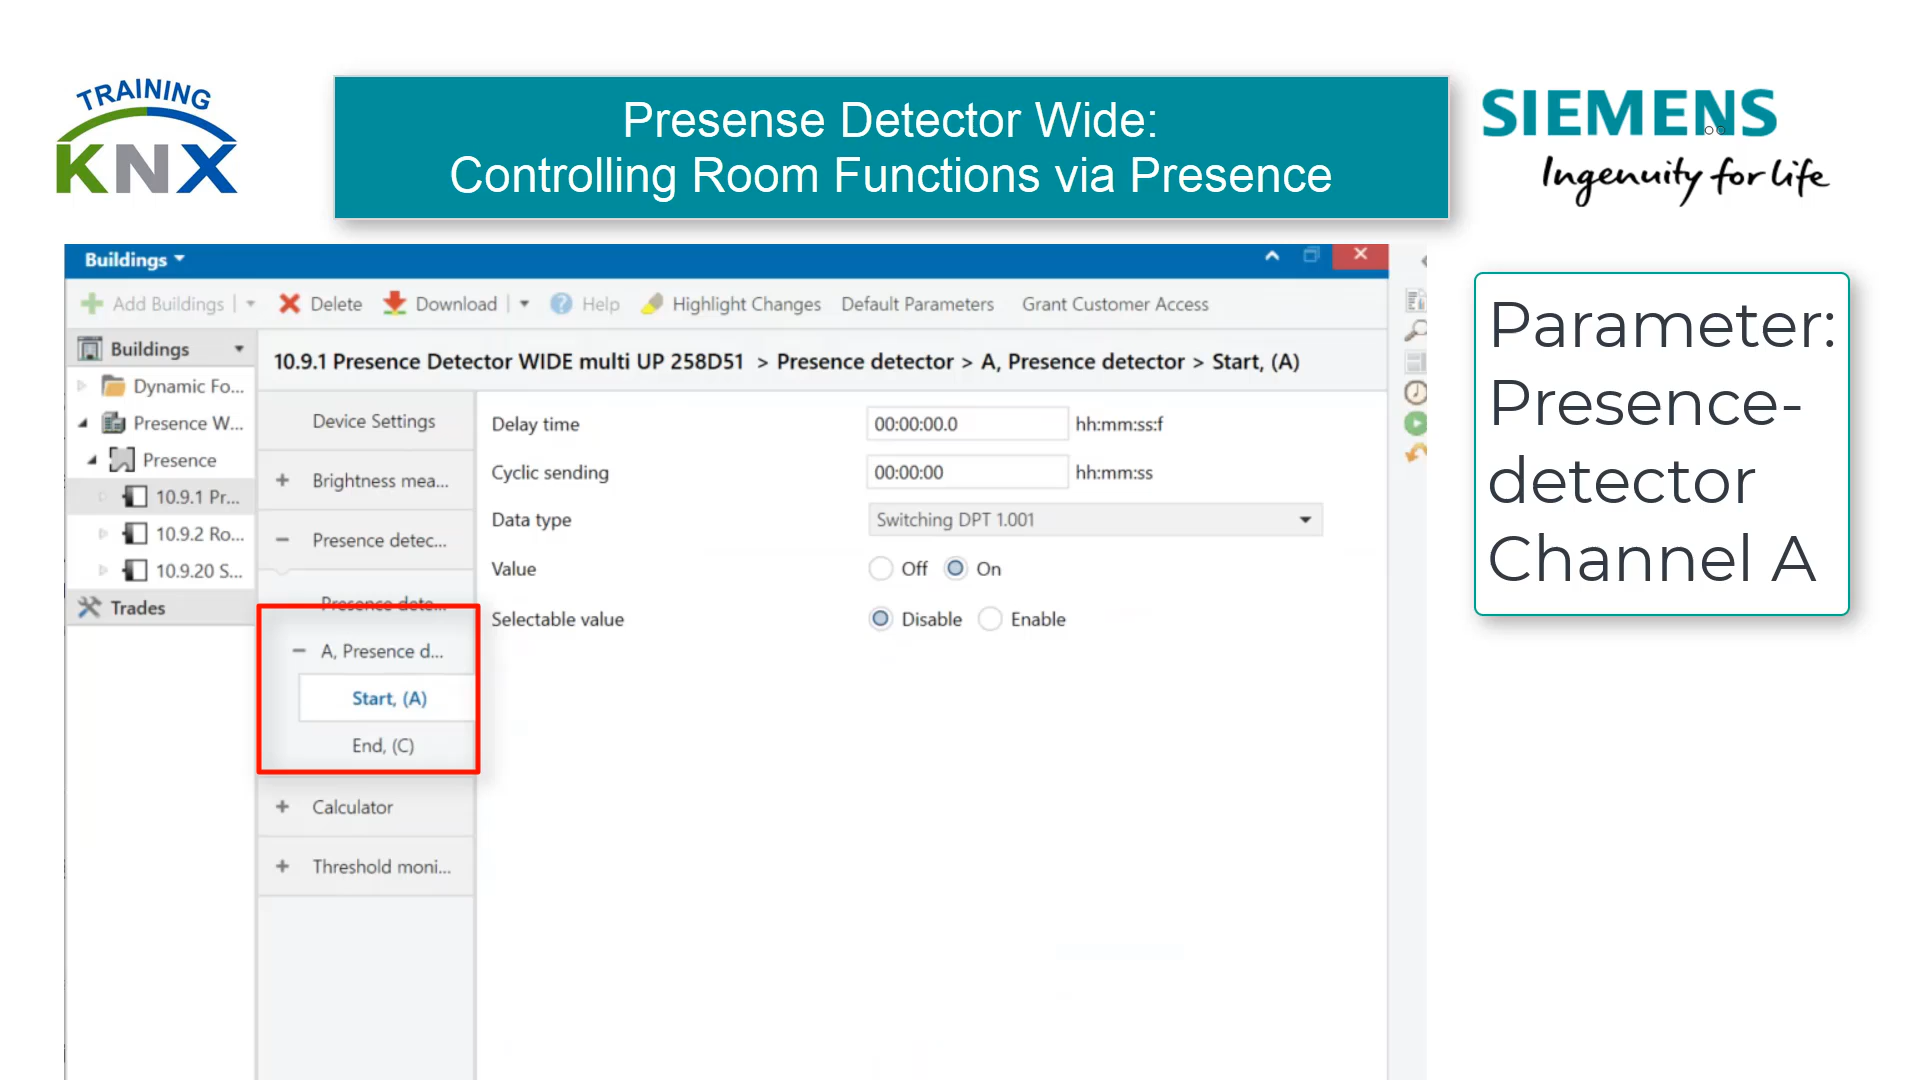 TRAINING
KNX
Presense Detector Wide:
Controlling Room Functions via Presence
SIEMENS
Ingenuity for life
Buildings
Add Buildings
Delete
Download
Help
Highlight Changes
Default Parameters
Grant Customer Access
Buildings
Dynamic Fo...
Presence W...
Presence
10.9.1 Pr...
10.9.2 Ro...
10.9.20 S...
Trades
10.9.1 Presence Detector WIDE multi UP 258D51 > Presence detector > A, Presence detector > Start, (A)
Device Settings
Brightness mea...
Presence detec...
Presence dete...
A, Presence d...
Start, (A)
End, (C)
Calculator
Threshold moni...
Delay time 00:00:00.0 hh:mm:ss:f
Cyclic sending 00:00:00 hh:mm:ss
Data type Switching DPT 1.001
Value Off On
Selectable value Disable Enable
Parameter:
Presence-
detector
Channel A